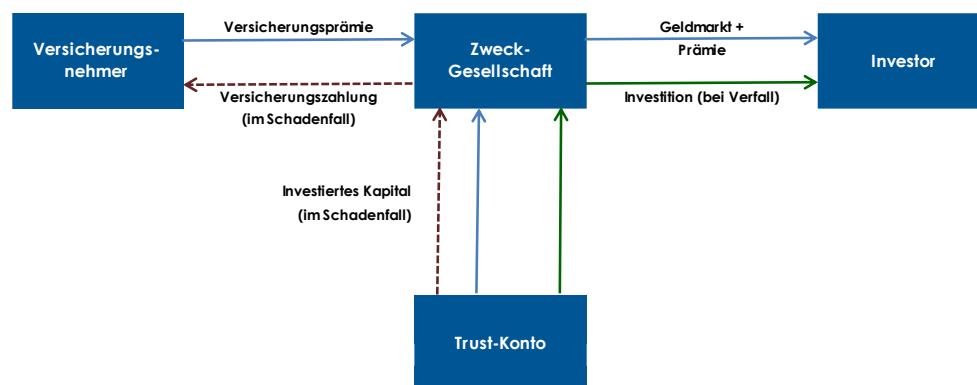 Versicherungs-
nehmer
Versicherungsprämie
Versicherungszahlung
(im Schadenfall)
Zweck-
Gesellschaft
Geldmarkt +
Prämie
Investition (bei Verfall)
Investor
Investiertes Kapital
(im Schadenfall)
Trust-Konto